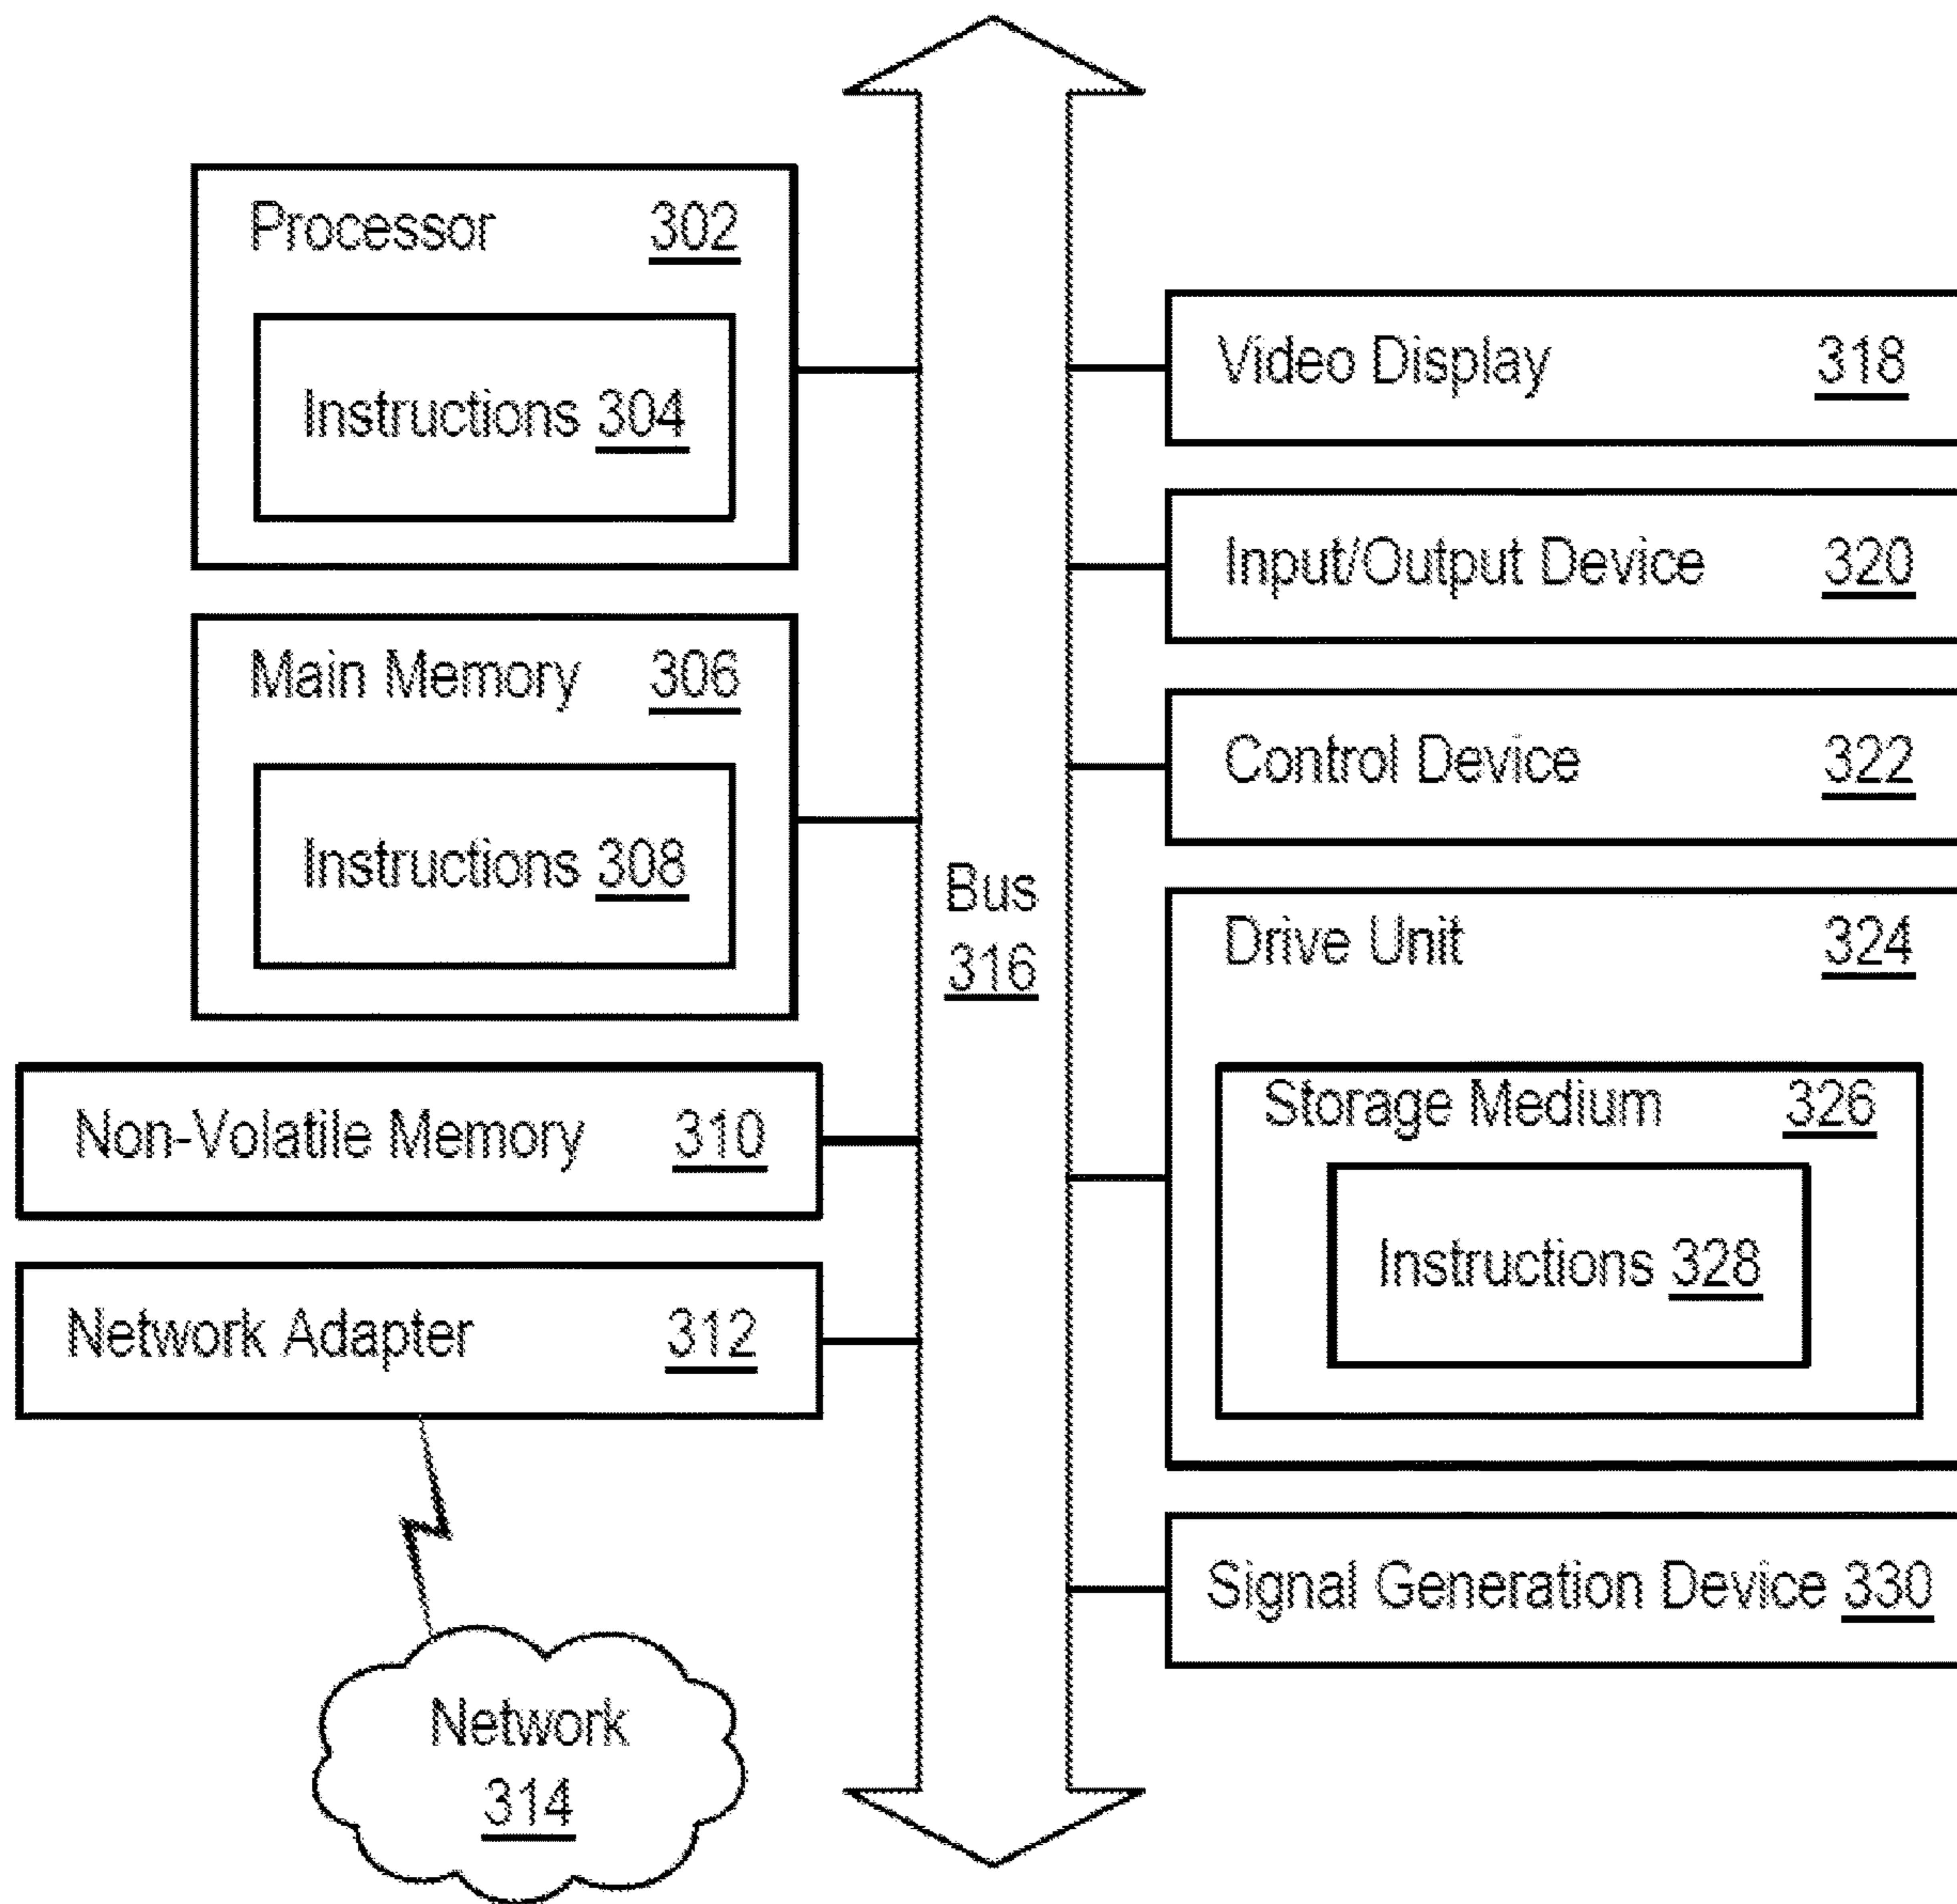 Processor 302
Instructions 304
Main Memory 306
Instructions 308
Non-Volatile Memory 310
Network Adapter 312
Network
314
Bus
316
Video Display 318
Input/Output Device 320
Control Device 322
Drive Unit 324
Storage Medium 326
Instructions 328
Signal Generation Device 330